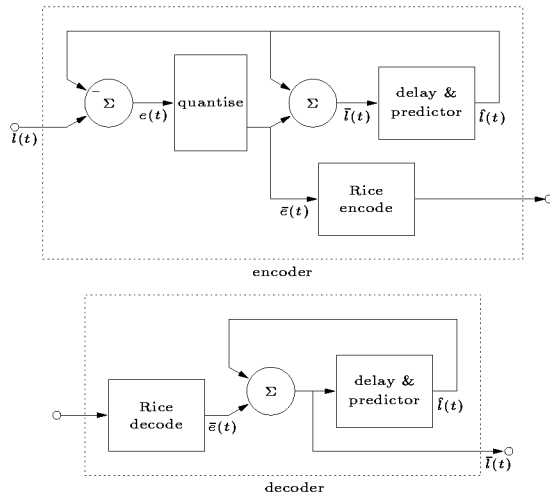 −
Σ
quantise
Σ
delay &
predictor
l(t)
e(t)
l̄(t)
l̂(t)
ē(t)
Rice
encode
encoder
Rice
decode
ē(t)
Σ
delay &
predictor
l̂(t)
l̄(t)
decoder